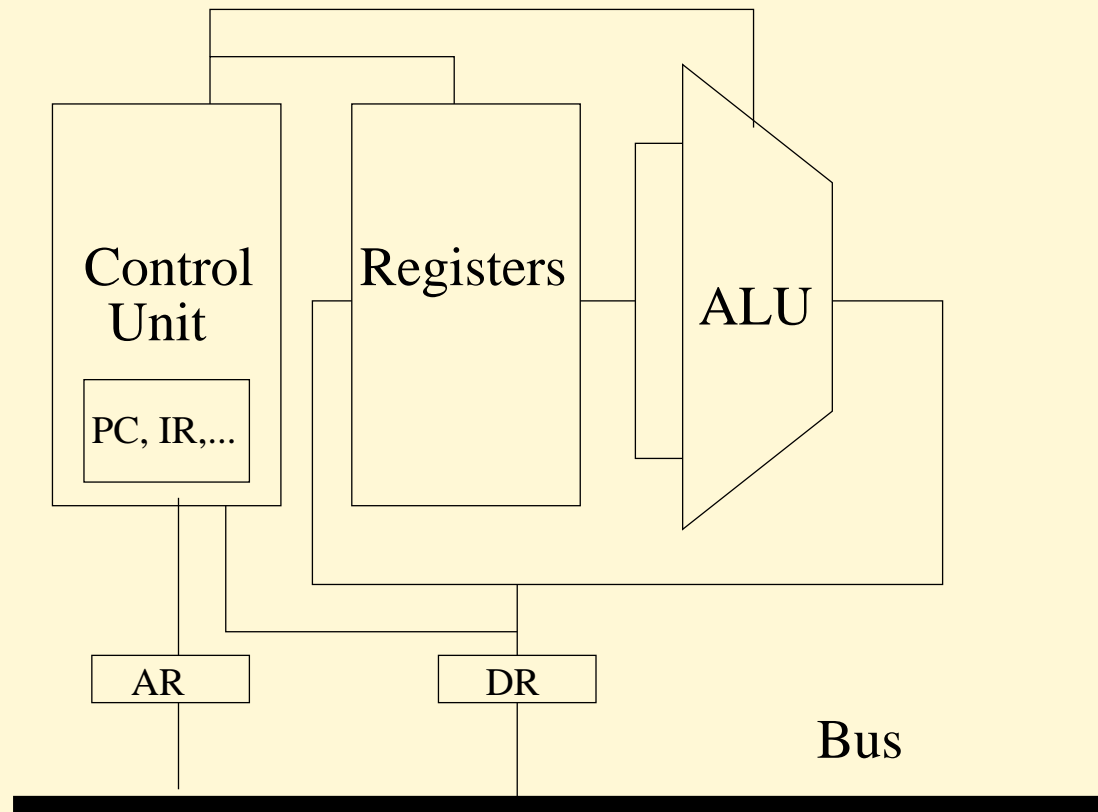 Control
Unit
PC, IR,...
Registers
ALU
AR
DR
Bus